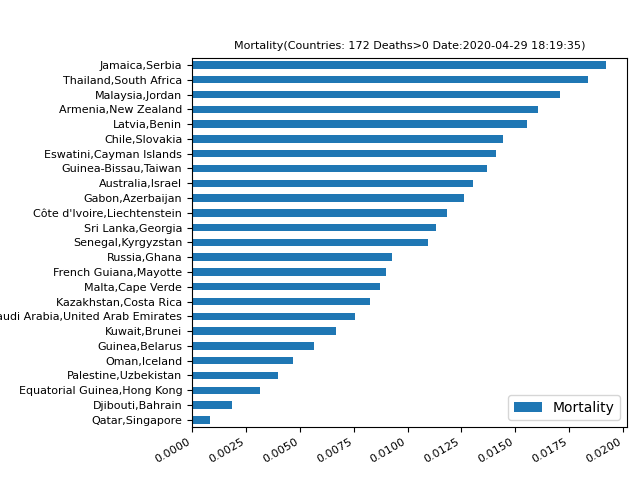 Mortality(Countries: 172 Deaths>0 Date:2020-04-29 18:19:35)
Jamaica,Serbia
Thailand,South Africa
Malaysia,Jordan
Armenia,New Zealand
Latvia,Benin
Chile,Slovakia
Eswatini,Cayman Islands
Guinea-Bissau,Taiwan
Australia,Israel
Gabon,Azerbaijan
Côte d'Ivoire,Liechtenstein
Sri Lanka,Georgia
Senegal,Kyrgyzstan
Russia,Ghana
French Guiana,Mayotte
Malta,Cape Verde
Kazakhstan,Costa Rica
audi Arabia,United Arab Emirates
Kuwait,Brunei
Guinea,Belarus
Oman,Iceland
Palestine,Uzbekistan
Equatorial Guinea,Hong Kong
Djibouti,Bahrain
Qatar,Singapore
Mortality
0.0000 0.0025 0.0050 0.0075 0.0100 0.0125 0.0150 0.0175 0.0200